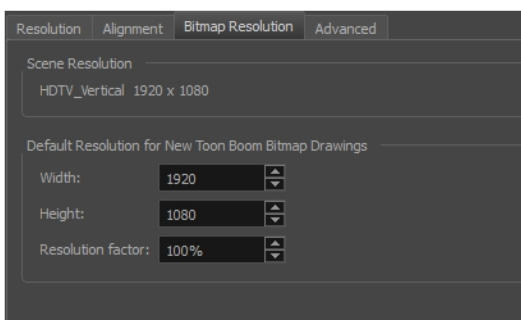 Resolution Alignment Bitmap Resolution Advanced
Scene Resolution
HDTV_Vertical 1920 x 1080
Default Resolution for New Toon Boom Bitmap Drawings
Width: 1920
Height: 1080
Resolution factor: 100%